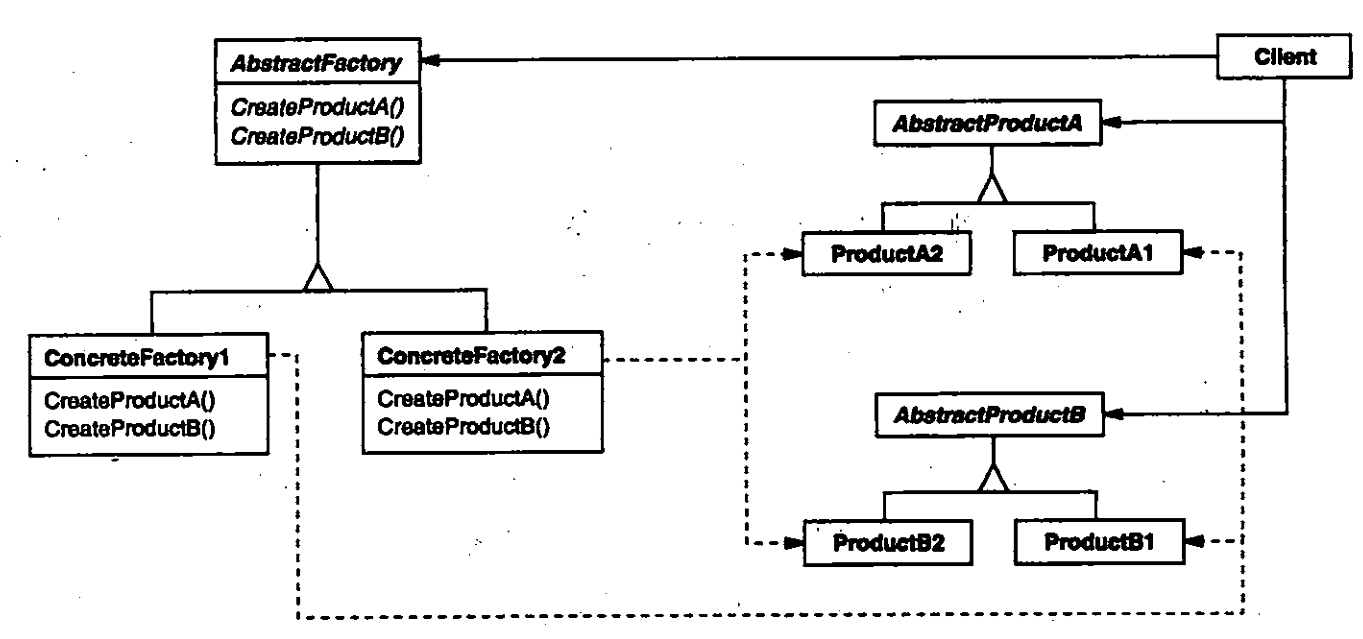 AbstractFactory
CreateProductA()
CreateProductB()
Client
AbstractProductA
ProductA2
ProductA1
ConcreteFactory1
CreateProductA()
CreateProductB()
ConcreteFactory2
CreateProductA()
CreateProductB()
AbstractProductB
ProductB2
ProductB1